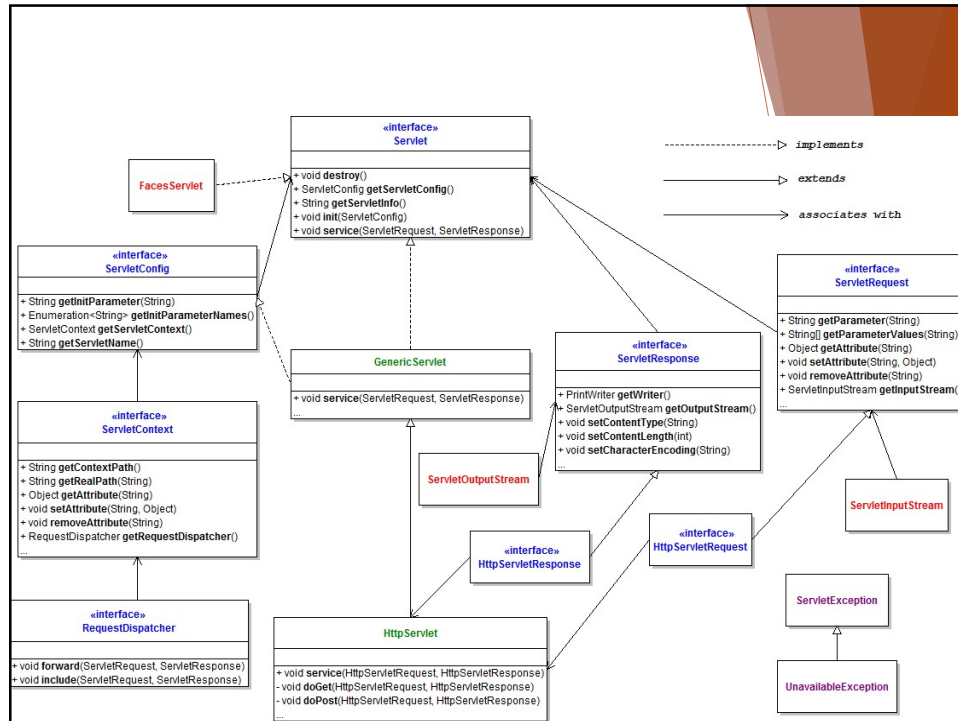 «interface»
Servlet
+ void destroy()
+ ServletConfig getServletConfig()
+ String getServletInfo()
+ void init(ServletConfig)
+ void service(ServletRequest, ServletResponse)
implements
extends
associates with
FacesServlet
«interface»
ServletConfig
+ String getInitParameter(String)
+ Enumeration<String> getInitParameterNames()
+ ServletContext getServletContext()
+ String getServletName()
GenericServlet
+ void service(ServletRequest, ServletResponse)
...
«interface»
ServletResponse
+ PrintWriter getWriter()
+ ServletOutputStream getOutputStream()
+ void setContentType(String)
+ void setContentLength(int)
+ void setCharacterEncoding(String)
...
«interface»
ServletRequest
+ String getParameter(String)
+ String[] getParameterValues(String)
+ Object getAttribute(String)
+ void setAttribute(String, Object)
+ void removeAttribute(String)
+ ServletInputStream getInputStream()
...
«interface»
ServletContext
+ String getContextPath()
+ String getRealPath(String)
+ Object getAttribute(String)
+ void setAttribute(String, Object)
+ void removeAttribute(String)
+ RequestDispatcher getRequestDispatcher()
...
ServletOutputStream
ServletInputStream
«interface»
HttpServletResponse
«interface»
HttpServletRequest
«interface»
RequestDispatcher
+ void forward(ServletRequest, ServletResponse)
+ void include(ServletRequest, ServletResponse)
HttpServlet
+ void service(HttpServletRequest, HttpServletResponse)
- void doGet(HttpServletRequest, HttpServletResponse)
- void doPost(HttpServletRequest, HttpServletResponse)
...
ServletException
UnavailableException